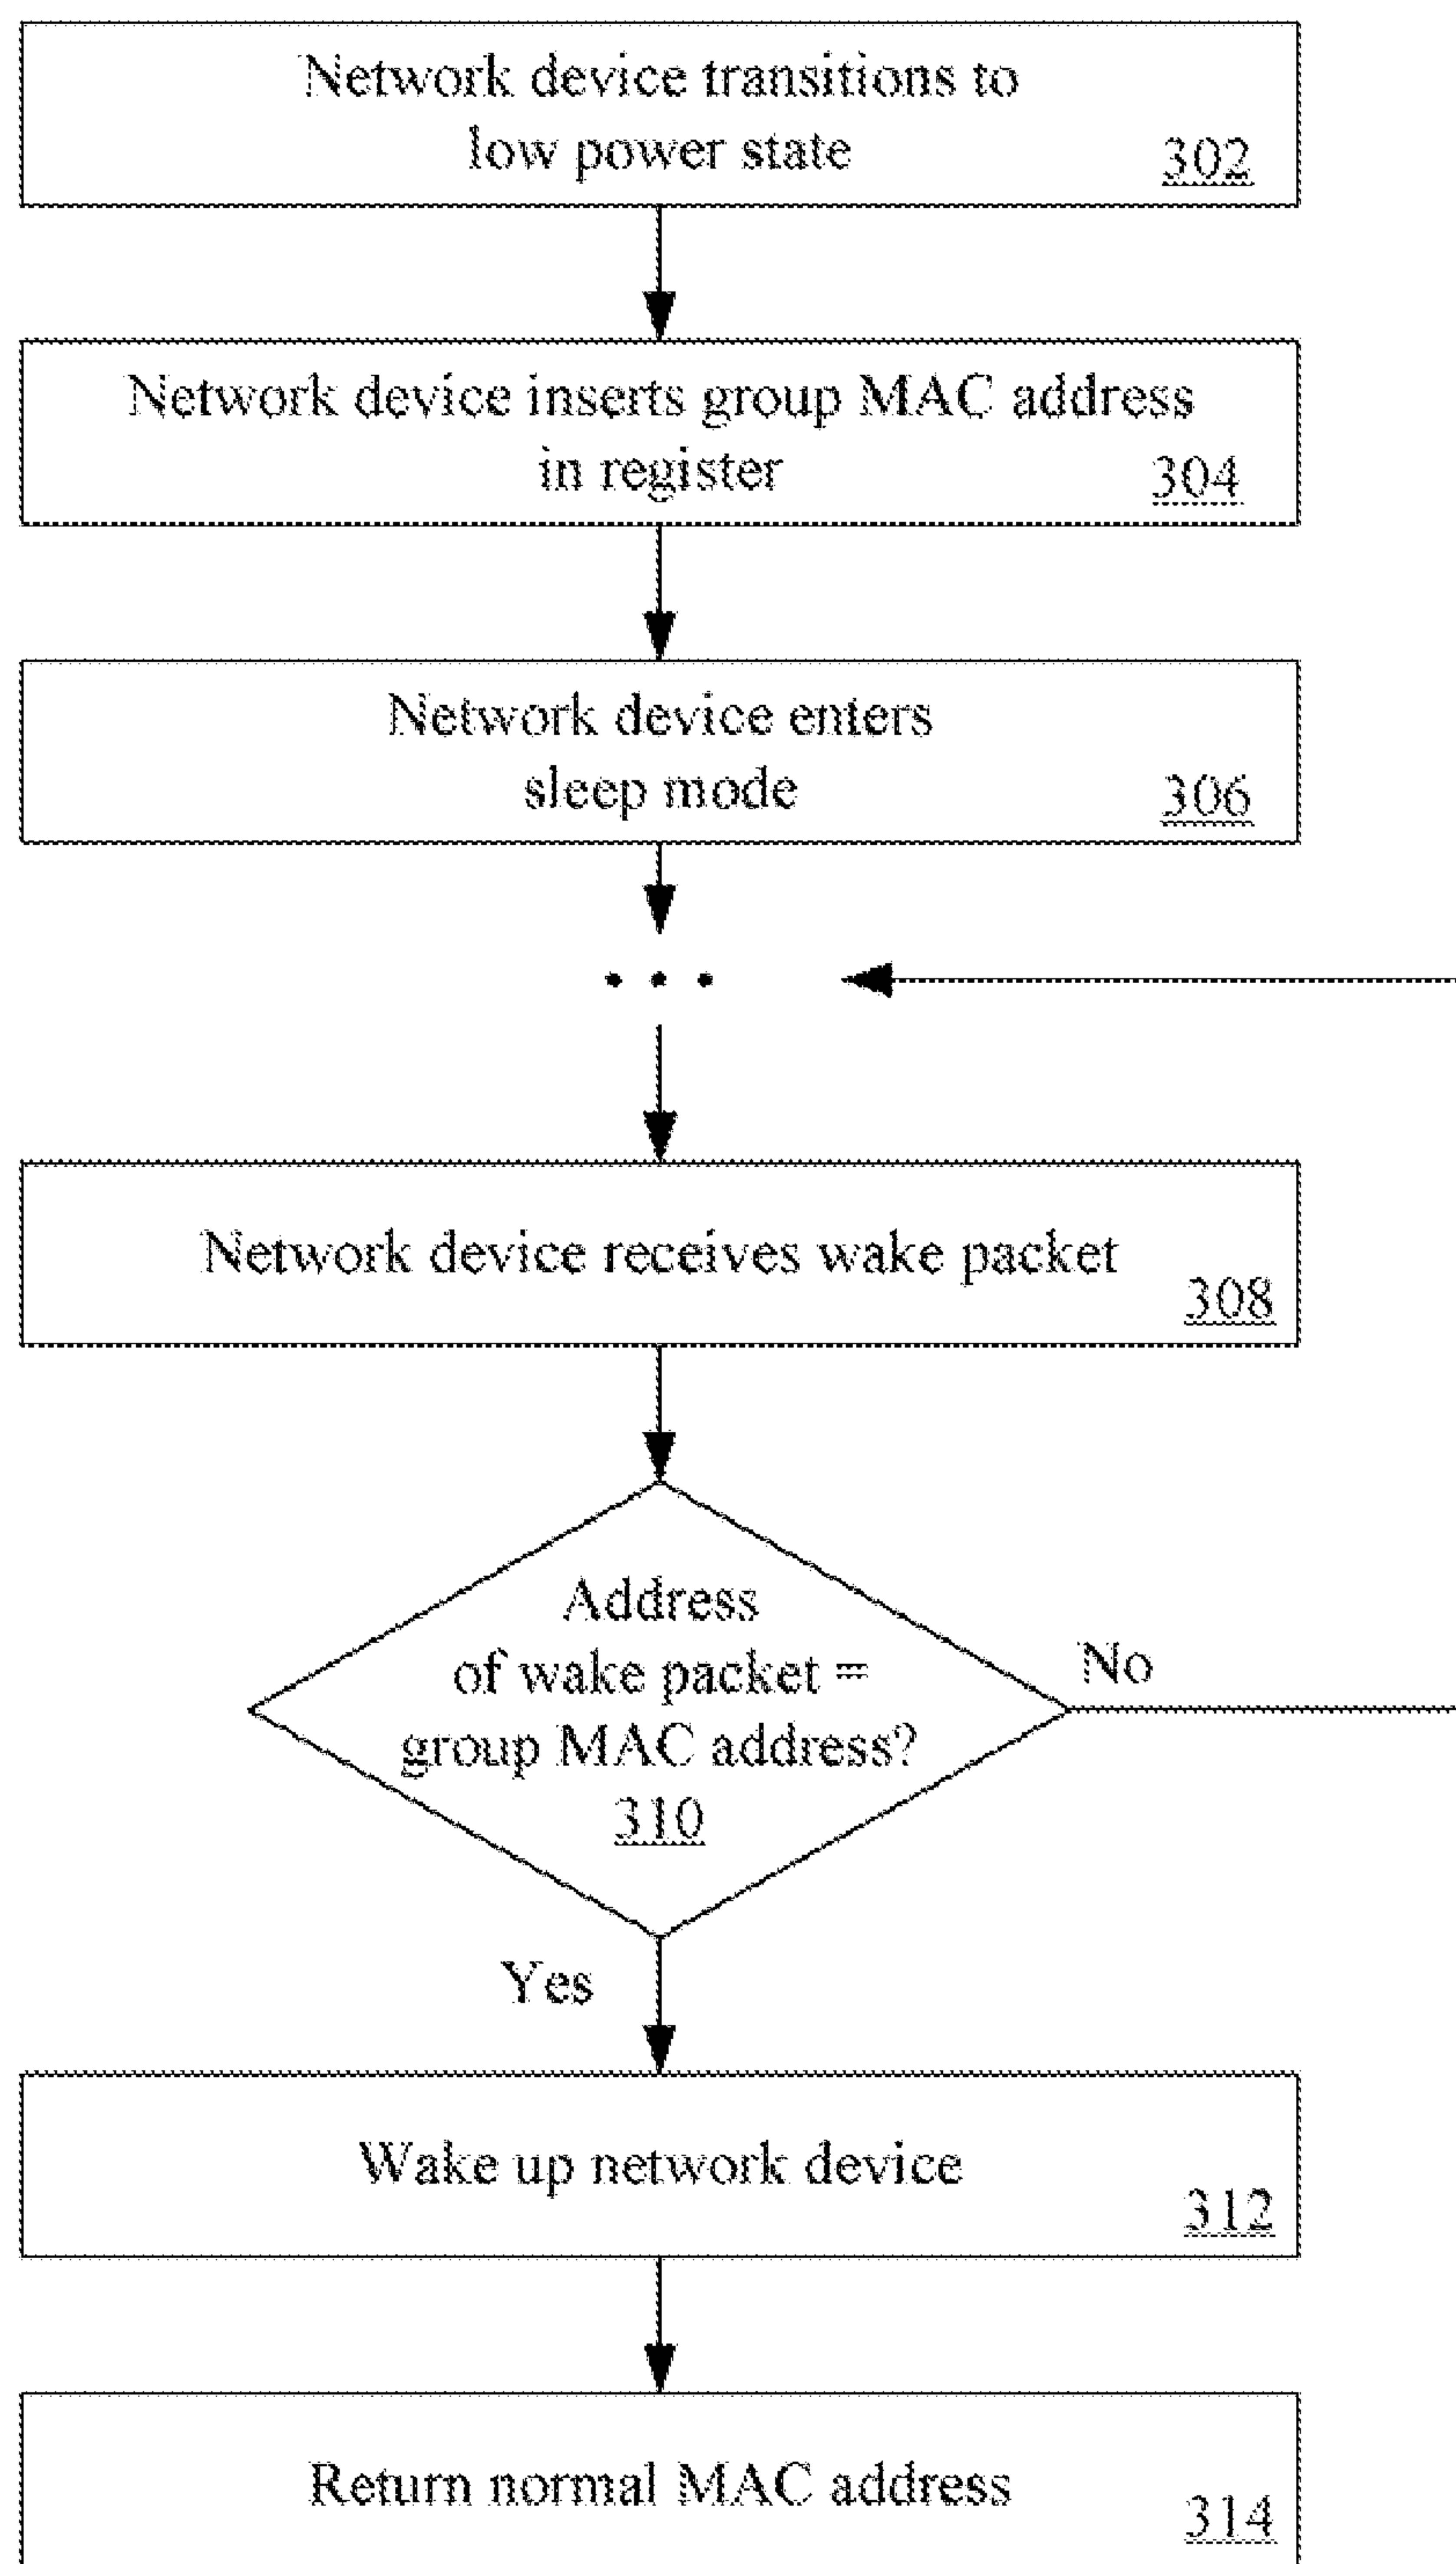 Network device transitions to
low power state
302
Network device inserts group MAC address
in register
304
Network device enters
sleep mode
306
. . .
Network device receives wake packet
308
Address
of wake packet =
group MAC address?
310
No
Yes
Wake up network device
312
Return normal MAC address
314